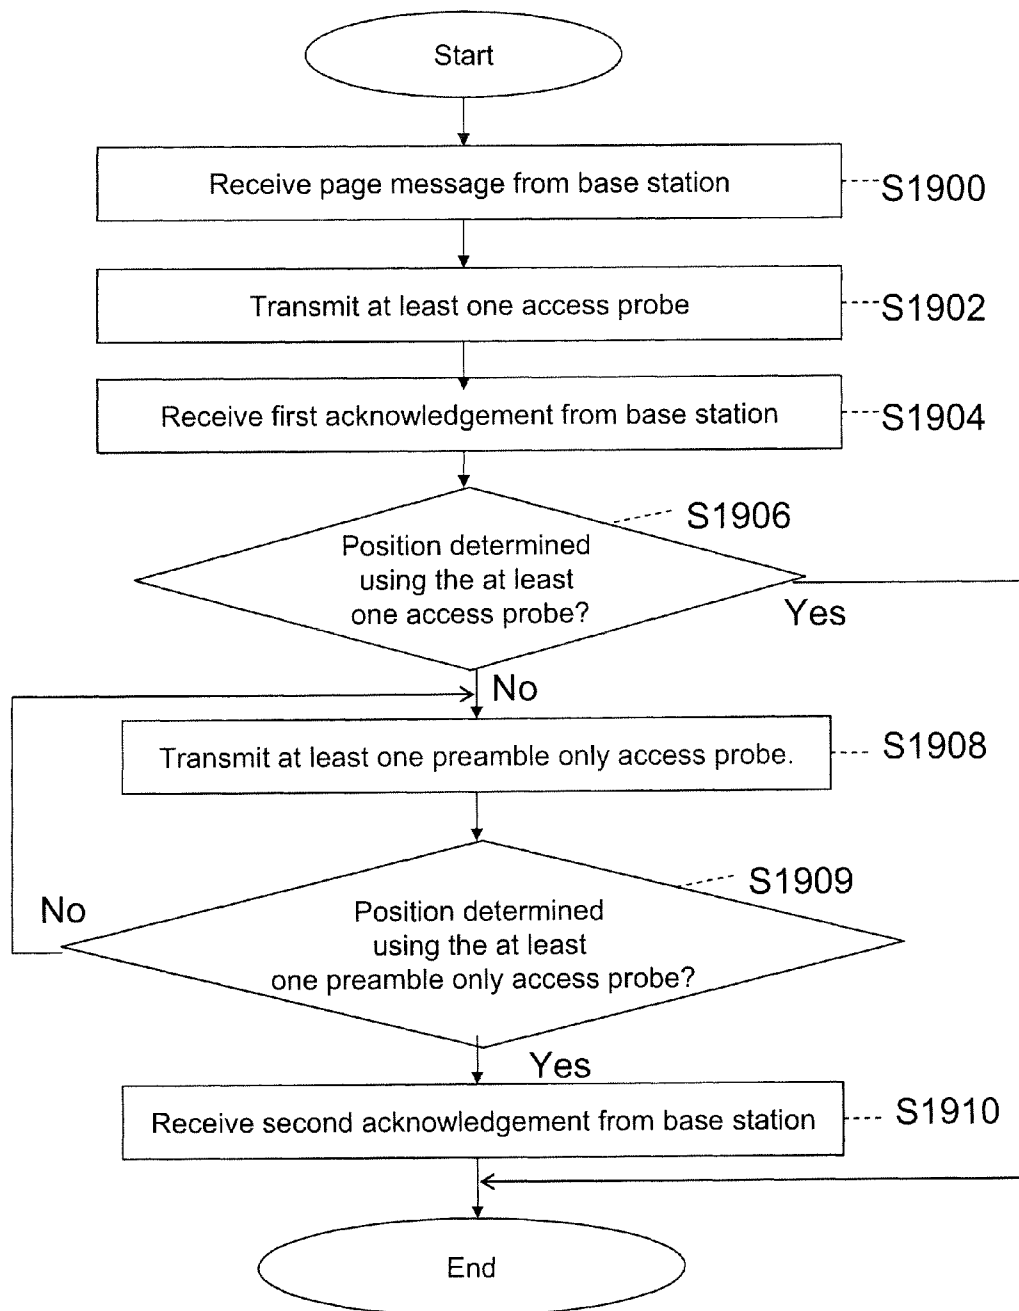 Start
Receive page message from base station
S1900
Transmit at least one access probe
S1902
Receive first acknowledgement from base station
S1904
S1906
Position determined
using the at least
one access probe?
Yes
No
Transmit at least one preamble only access probe.
S1908
S1909
No
Position determined
using the at least
one preamble only access probe?
Yes
Receive second acknowledgement from base station
S1910
End